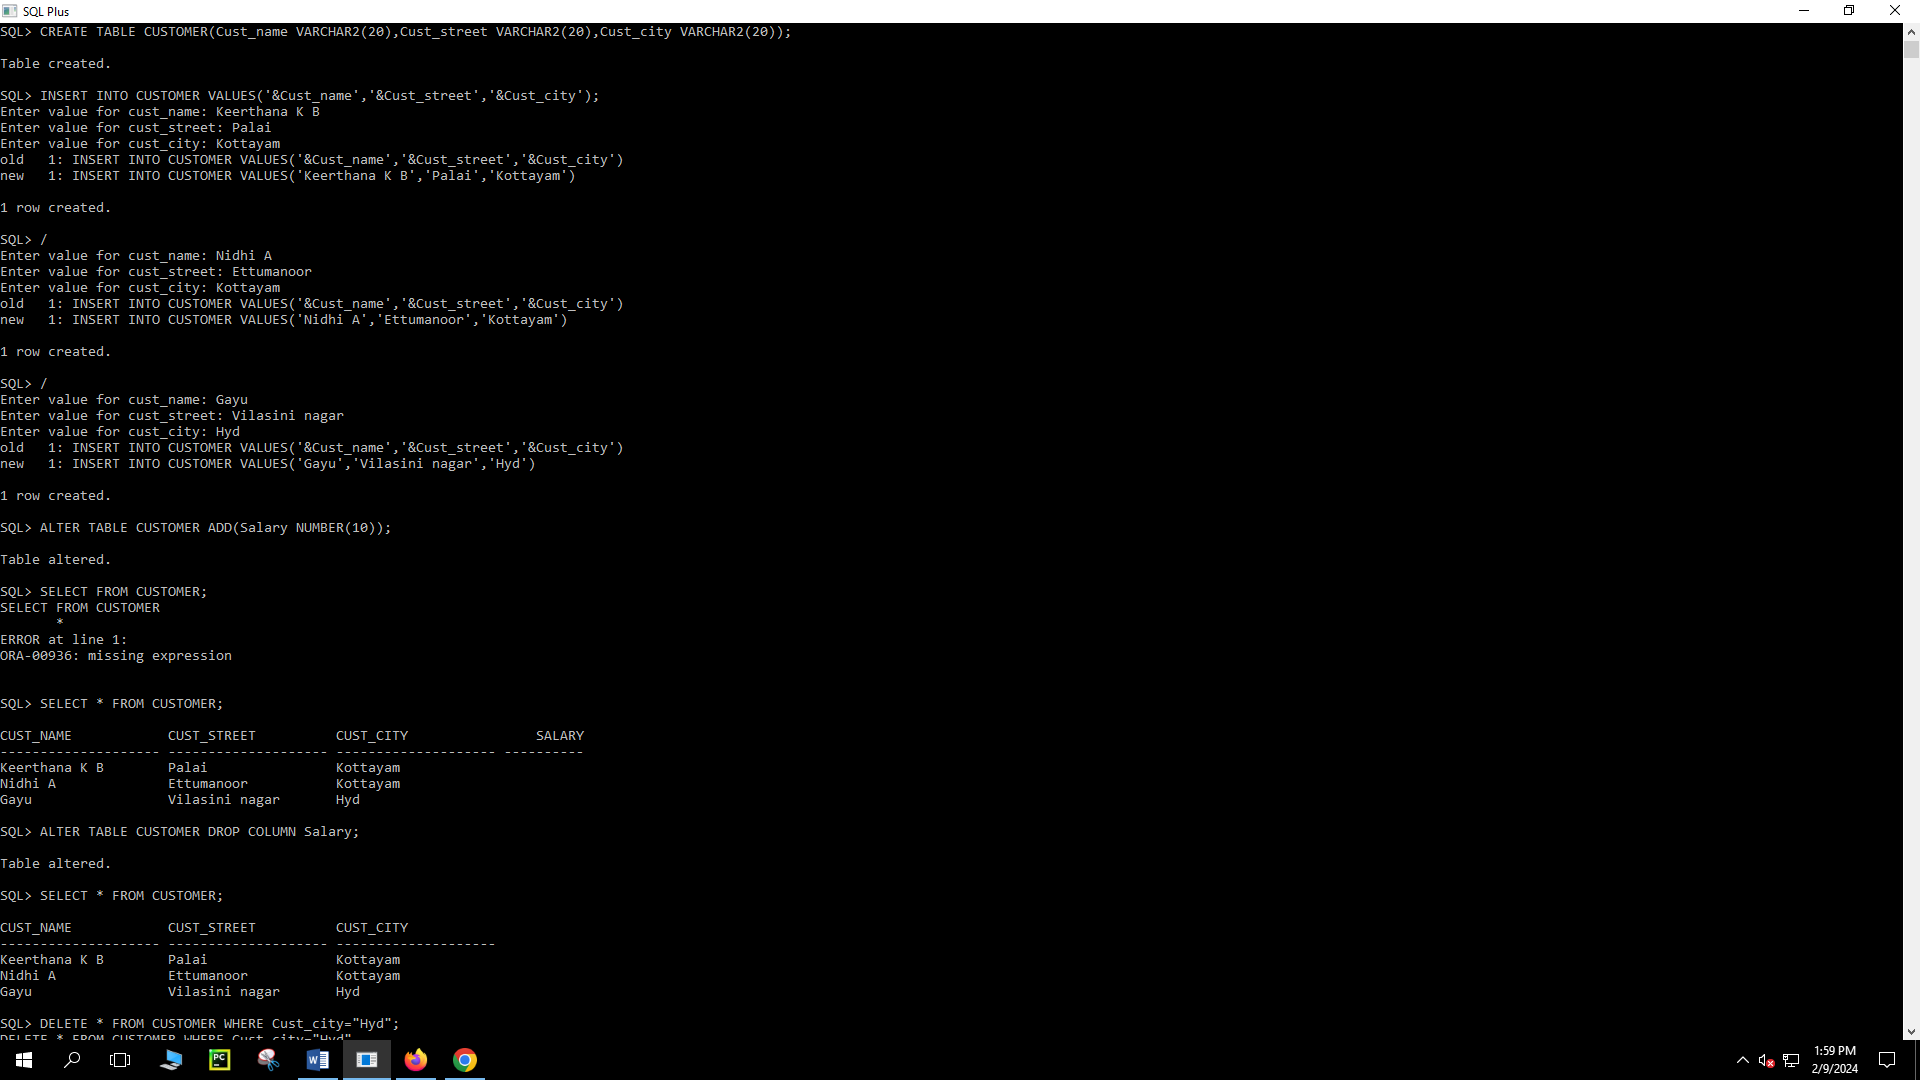 SQL Plus
SQL> CREATE TABLE CUSTOMER(Cust_name VARCHAR2(20),Cust_street VARCHAR2(20),Cust_city VARCHAR2(20));
Table created.
SQL> INSERT INTO CUSTOMER VALUES('&Cust_name','&Cust_street','&Cust_city');
Enter value for cust_name: Keerthana K B
Enter value for cust_street: Palai
Enter value for cust_city: Kottayam
old   1: INSERT INTO CUSTOMER VALUES('&Cust_name','&Cust_street','&Cust_city')
new   1: INSERT INTO CUSTOMER VALUES('Keerthana K B','Palai','Kottayam')
1 row created.
SQL> /
Enter value for cust_name: Nidhi A
Enter value for cust_street: Ettumanoor
Enter value for cust_city: Kottayam
old   1: INSERT INTO CUSTOMER VALUES('&Cust_name','&Cust_street','&Cust_city')
new   1: INSERT INTO CUSTOMER VALUES('Nidhi A','Ettumanoor','Kottayam')
1 row created.
SQL> /
Enter value for cust_name: Gayu
Enter value for cust_street: Vilasini nagar
Enter value for cust_city: Hyd
old   1: INSERT INTO CUSTOMER VALUES('&Cust_name','&Cust_street','&Cust_city')
new   1: INSERT INTO CUSTOMER VALUES('Gayu','Vilasini nagar','Hyd')
1 row created.
SQL> ALTER TABLE CUSTOMER ADD(Salary NUMBER(10));
Table altered.
SQL> SELECT FROM CUSTOMER;
SELECT FROM CUSTOMER
*
ERROR at line 1:
ORA-00936: missing expression
SQL> SELECT * FROM CUSTOMER;
CUST_NAME            CUST_STREET          CUST_CITY                SALARY
-------------------- -------------------- -------------------- ----------
Keerthana K B        Palai                Kottayam
Nidhi A              Ettumanoor           Kottayam
Gayu                 Vilasini nagar       Hyd
SQL> ALTER TABLE CUSTOMER DROP COLUMN Salary;
Table altered.
SQL> SELECT * FROM CUSTOMER;
CUST_NAME            CUST_STREET          CUST_CITY
-------------------- -------------------- --------------------
Keerthana K B        Palai                Kottayam
Nidhi A              Ettumanoor           Kottayam
Gayu                 Vilasini nagar       Hyd
SQL> DELETE * FROM CUSTOMER WHERE Cust_city="Hyd";
DELETE * FROM CUSTOMER WHERE Cust_city="Hyd"
PC
1:59 PM
2/9/2024